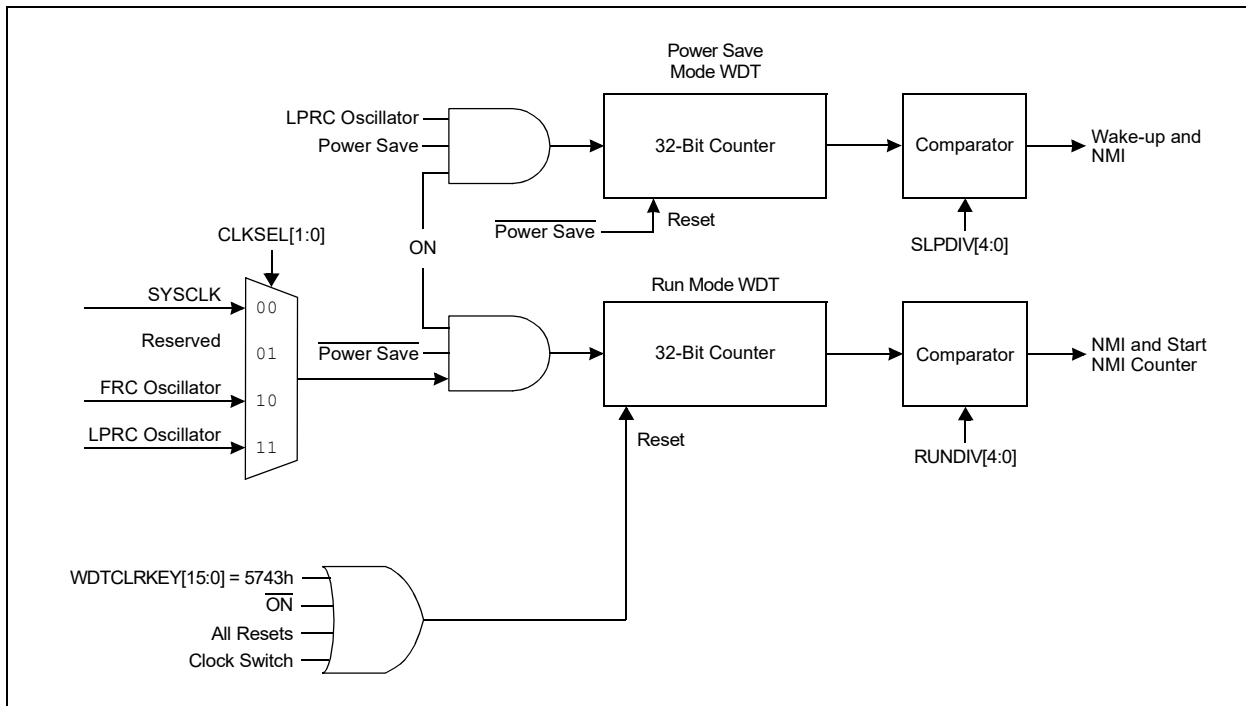 Power Save
Mode WDT
LPRC Oscillator
Power Save
32-Bit Counter
Comparator
Wake-up and
NMI
Power Save
Reset
SLPDIV[4:0]
CLKSEL[1:0]
ON
Run Mode WDT
SYSCLK
00
Reserved
01
Power Save
32-Bit Counter
Comparator
NMI and Start
NMI Counter
FRC Oscillator
10
LPRC Oscillator
11
Reset
RUNDIV[4:0]
WDTCLRKEY[15:0] = 5743h
ON
All Resets
Clock Switch